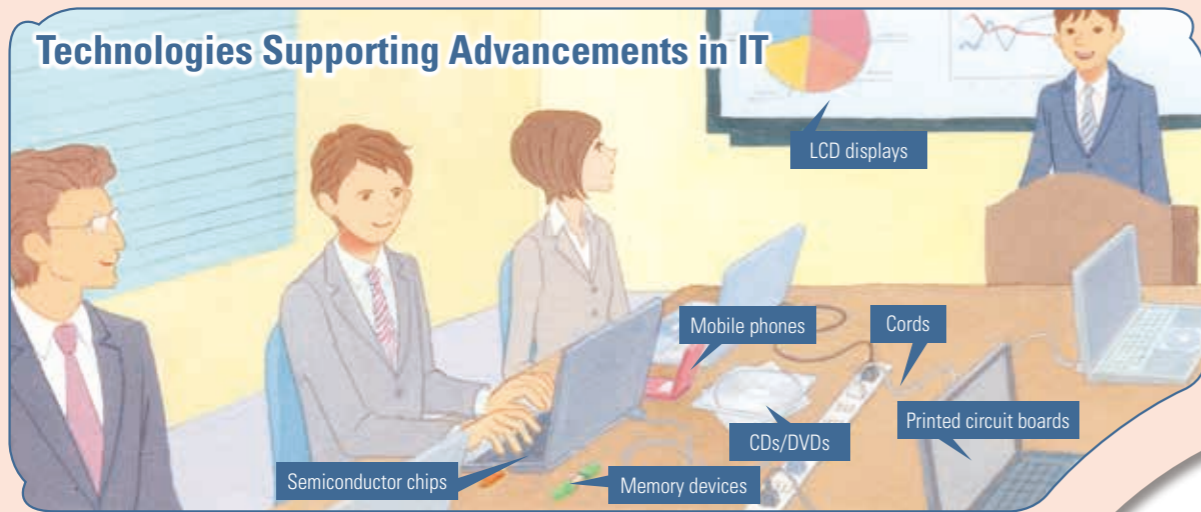 Technologies Supporting Advancements in IT
LCD displays
Mobile phones
Cords
Printed circuit boards
CDs/DVDs
Semiconductor chips
Memory devices